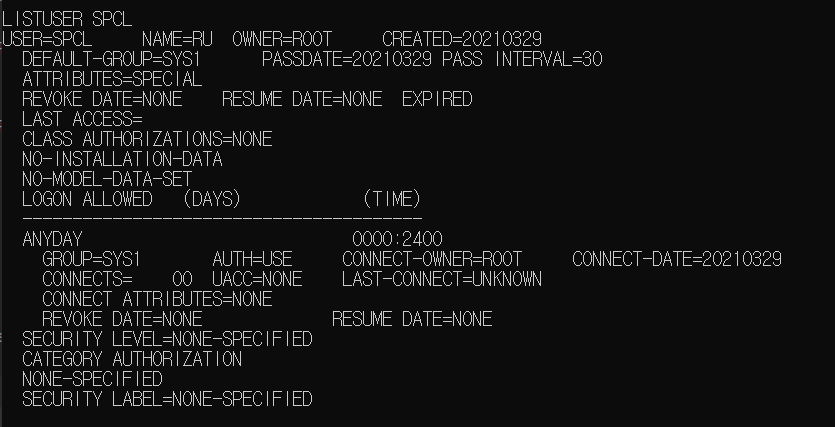 LISTUSER SPCL
USER=SPCL NAME=RU OWNER=ROOT CREATED=20210329
DEFAULT-GROUP=SYS1 PASSDATE=20210329 PASS INTERVAL=30
ATTRIBUTES=SPECIAL
REVOKE DATE=NONE RESUME DATE=NONE EXPIRED
LAST ACCESS=
CLASS AUTHORIZATIONS=NONE
NO-INSTALLATION-DATA
NO-MODEL-DATA-SET
LOGON ALLOWED (DAYS) (TIME)
----------------------------------------
ANYDAY 0000:2400
GROUP=SYS1 AUTH=USE CONNECT-OWNER=ROOT CONNECT-DATE=20210329
CONNECTS= 00 UACC=NONE LAST-CONNECT=UNKNOWN
CONNECT ATTRIBUTES=NONE
REVOKE DATE=NONE RESUME DATE=NONE
SECURITY LEVEL=NONE-SPECIFIED
CATEGORY AUTHORIZATION
NONE-SPECIFIED
SECURITY LABEL=NONE-SPECIFIED